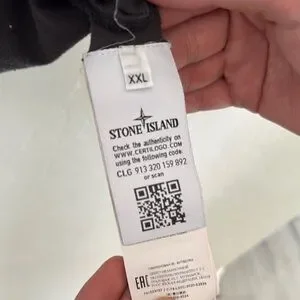 XXL
STONE ISLAND
Check the authenticity on
WWW.CERTILOGO.COM
using the following code.
CLG 913 320 159 892
or scan
EAC